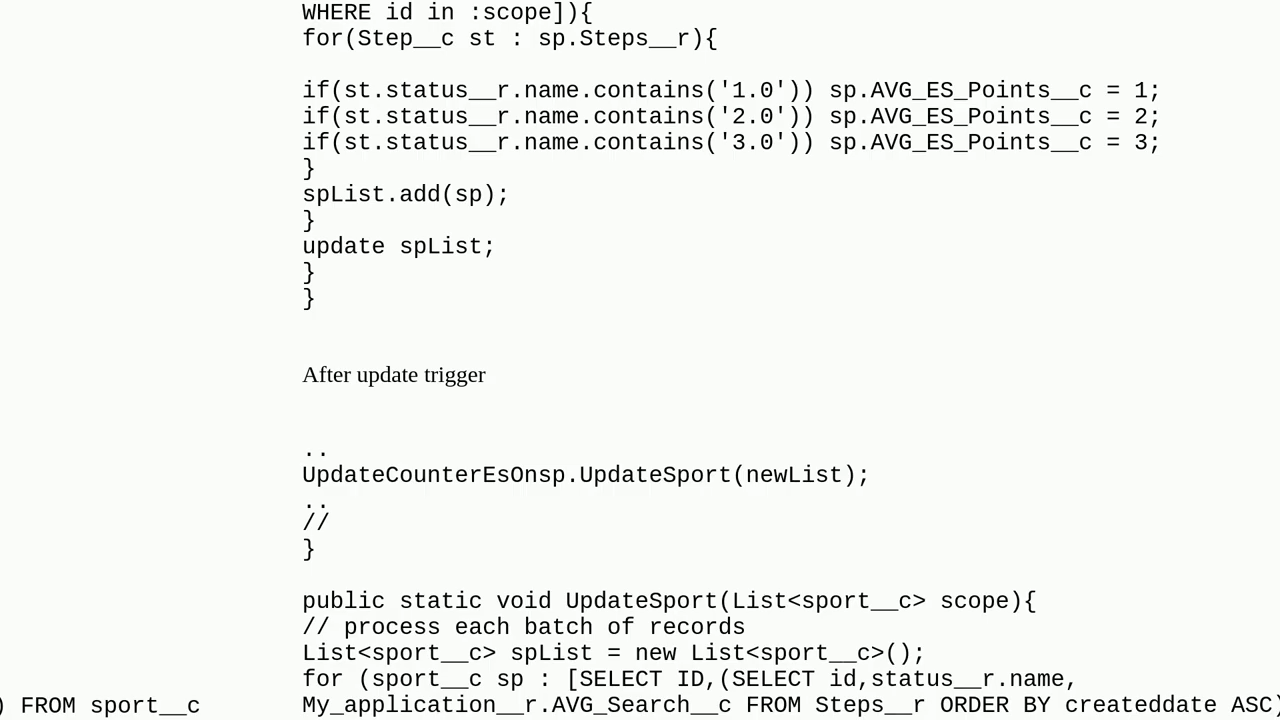 WHERE id in :scope]){
for(Step__c st : sp.Steps__r){
if(st.status__r.name.contains('1.0')) sp.AVG_ES_Points__c = 1;
if(st.status__r.name.contains('2.0')) sp.AVG_ES_Points__c = 2;
if(st.status__r.name.contains('3.0')) sp.AVG_ES_Points__c = 3;
}
spList.add(sp);
}
update spList;
}
}
After update trigger
..
UpdateCounterEsOnsp.UpdateSport(newList);
..
//
}
public static void UpdateSport(List<sport__c> scope){
// process each batch of records
List<sport__c> spList = new List<sport__c>();
for (sport__c sp : [SELECT ID,(SELECT id,status__r.name,
) FROM sport__c My_application__r.AVG_Search__c FROM Steps__r ORDER BY createddate ASC)